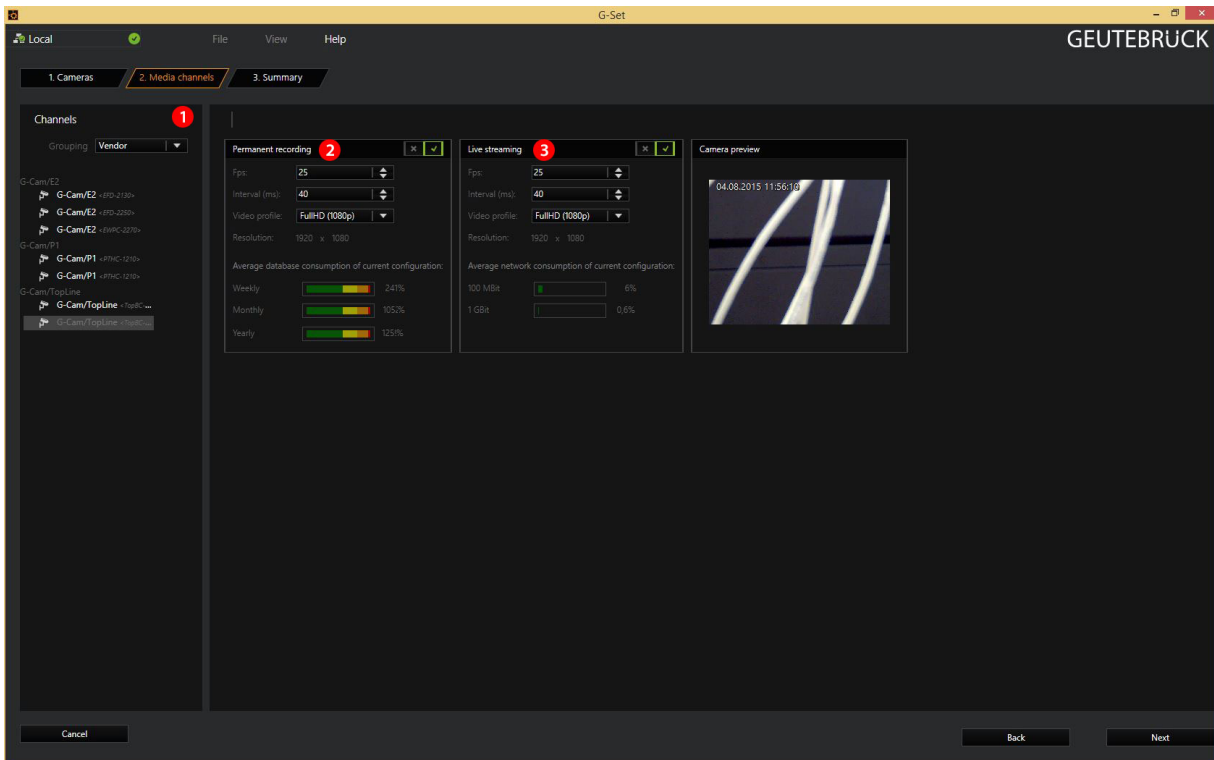 G-Set
Local File View Help
GEUTEBRÜCK
1. Cameras 2. Media channels 3. Summary
Channels 1
Grouping Vendor
G-Cam/E2
G-Cam/E2 <EFD-2130>
G-Cam/E2 <EFD-2250>
G-Cam/E2 <EWPC-2270>
G-Cam/P1
G-Cam/P1 <PTHC-1210>
G-Cam/P1 <PTHC-1210>
G-Cam/TopLine
G-Cam/TopLine <TopBC-...
G-Cam/TopLine <TopBC-...
Permanent recording 2
Fps: 25
Interval (ms): 40
Video profile: FullHD (1080p)
Resolution: 1920 x 1080
Average database consumption of current configuration:
Weekly 241%
Monthly
Yearly
Live streaming 3
Fps: 25
Interval (ms): 40
Video profile: FullHD (1080p)
Resolution: 1920 x 1080
Average network consumption of current configuration:
100 MBit 6%
1 GBit 0,6%
Camera preview
04.08.2015 11:56:10
Cancel
Back
Next